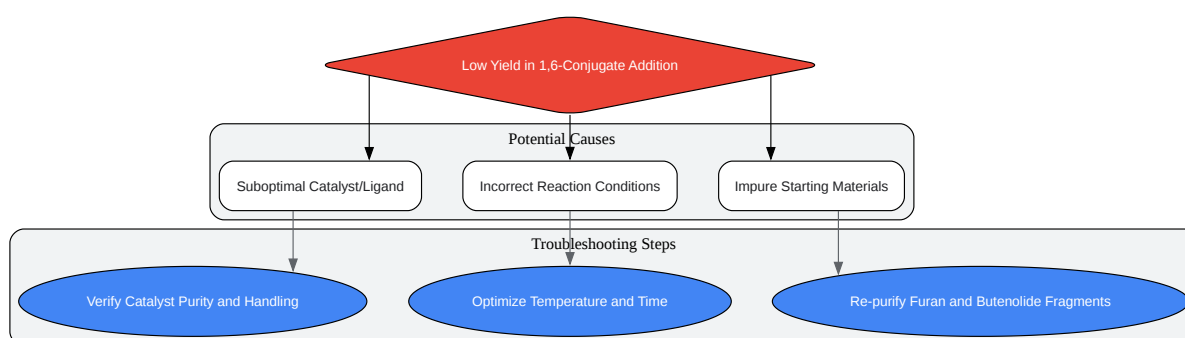 Low Yield in 1,6-Conjugate Addition
Potential Causes
Suboptimal Catalyst/Ligand
Incorrect Reaction Conditions
Impure Starting Materials
Troubleshooting Steps
Verify Catalyst Purity and Handling
Optimize Temperature and Time
Re-purify Furan and Butenolide Fragments